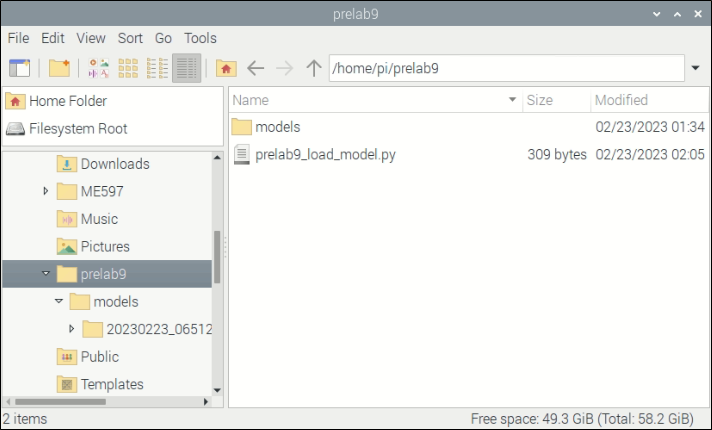 prelab9
File Edit View Sort Go Tools
/home/pi/prelab9
Home Folder
Filesystem Root
Downloads
ME597
Music
Pictures
prelab9
models
20230223_06512
Public
Templates
Name Size Modified
models 02/23/2023 01:34
prelab9_load_model.py 309 bytes 02/23/2023 02:05
2 items Free space: 49.3 GiB (Total: 58.2 GiB)